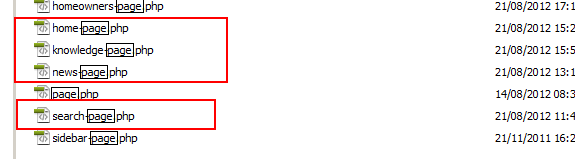 homeowners-page.php 21/08/2012 17:1
home-page.php 21/08/2012 15:2
knowledge-page.php 21/08/2012 15:5
news-page.php 21/08/2012 13:1
page.php 14/08/2012 08:3
search-page.php 21/08/2012 11:4
sidebar-page.php 21/11/2011 16:2